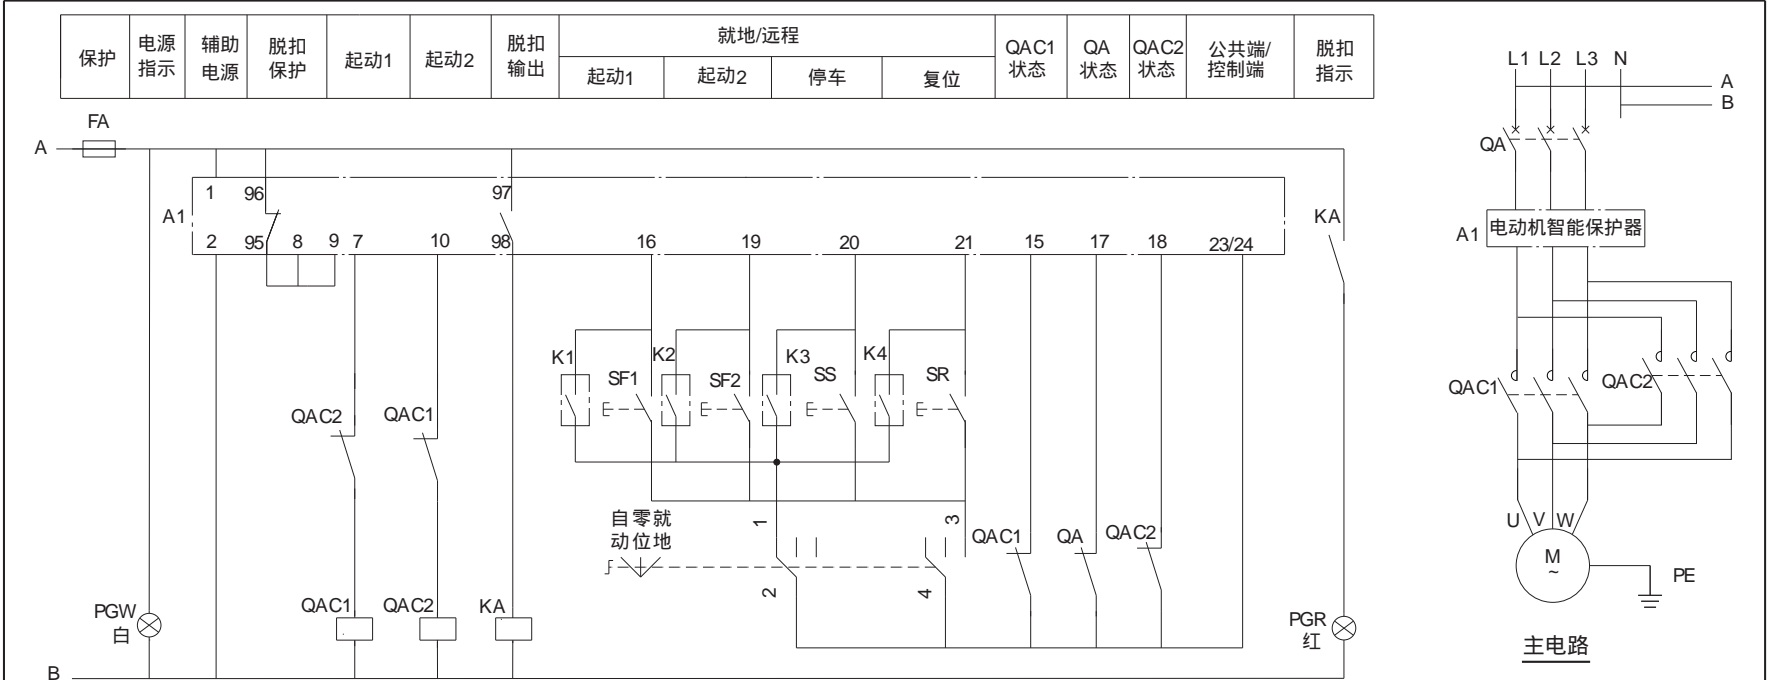 保护
电源
指示
辅助
电源
脱扣
保护
起动1
起动2
脱扣
输出
就地/远程
起动1
起动2
停车
复位
QAC1
状态
QA
状态
QAC2
状态
公共端/
控制端
脱扣
指示
FA
A
A1
1
96
97
2
95
8
9
7
10
98
16
19
20
21
15
17
18
23/24
KA
K1
SF1
K2
SF2
K3
SS
K4
SR
QAC2
QAC1
自零就
动位地
1
2
3
4
QAC1
QA
QAC2
PGW
白
QAC1
QAC2
KA
PGR
红
B
L1
L2
L3
N
A
B
QA
A1
电动机智能保护器
QAC1
QAC2
U
V
W
M
~
PE
主电路